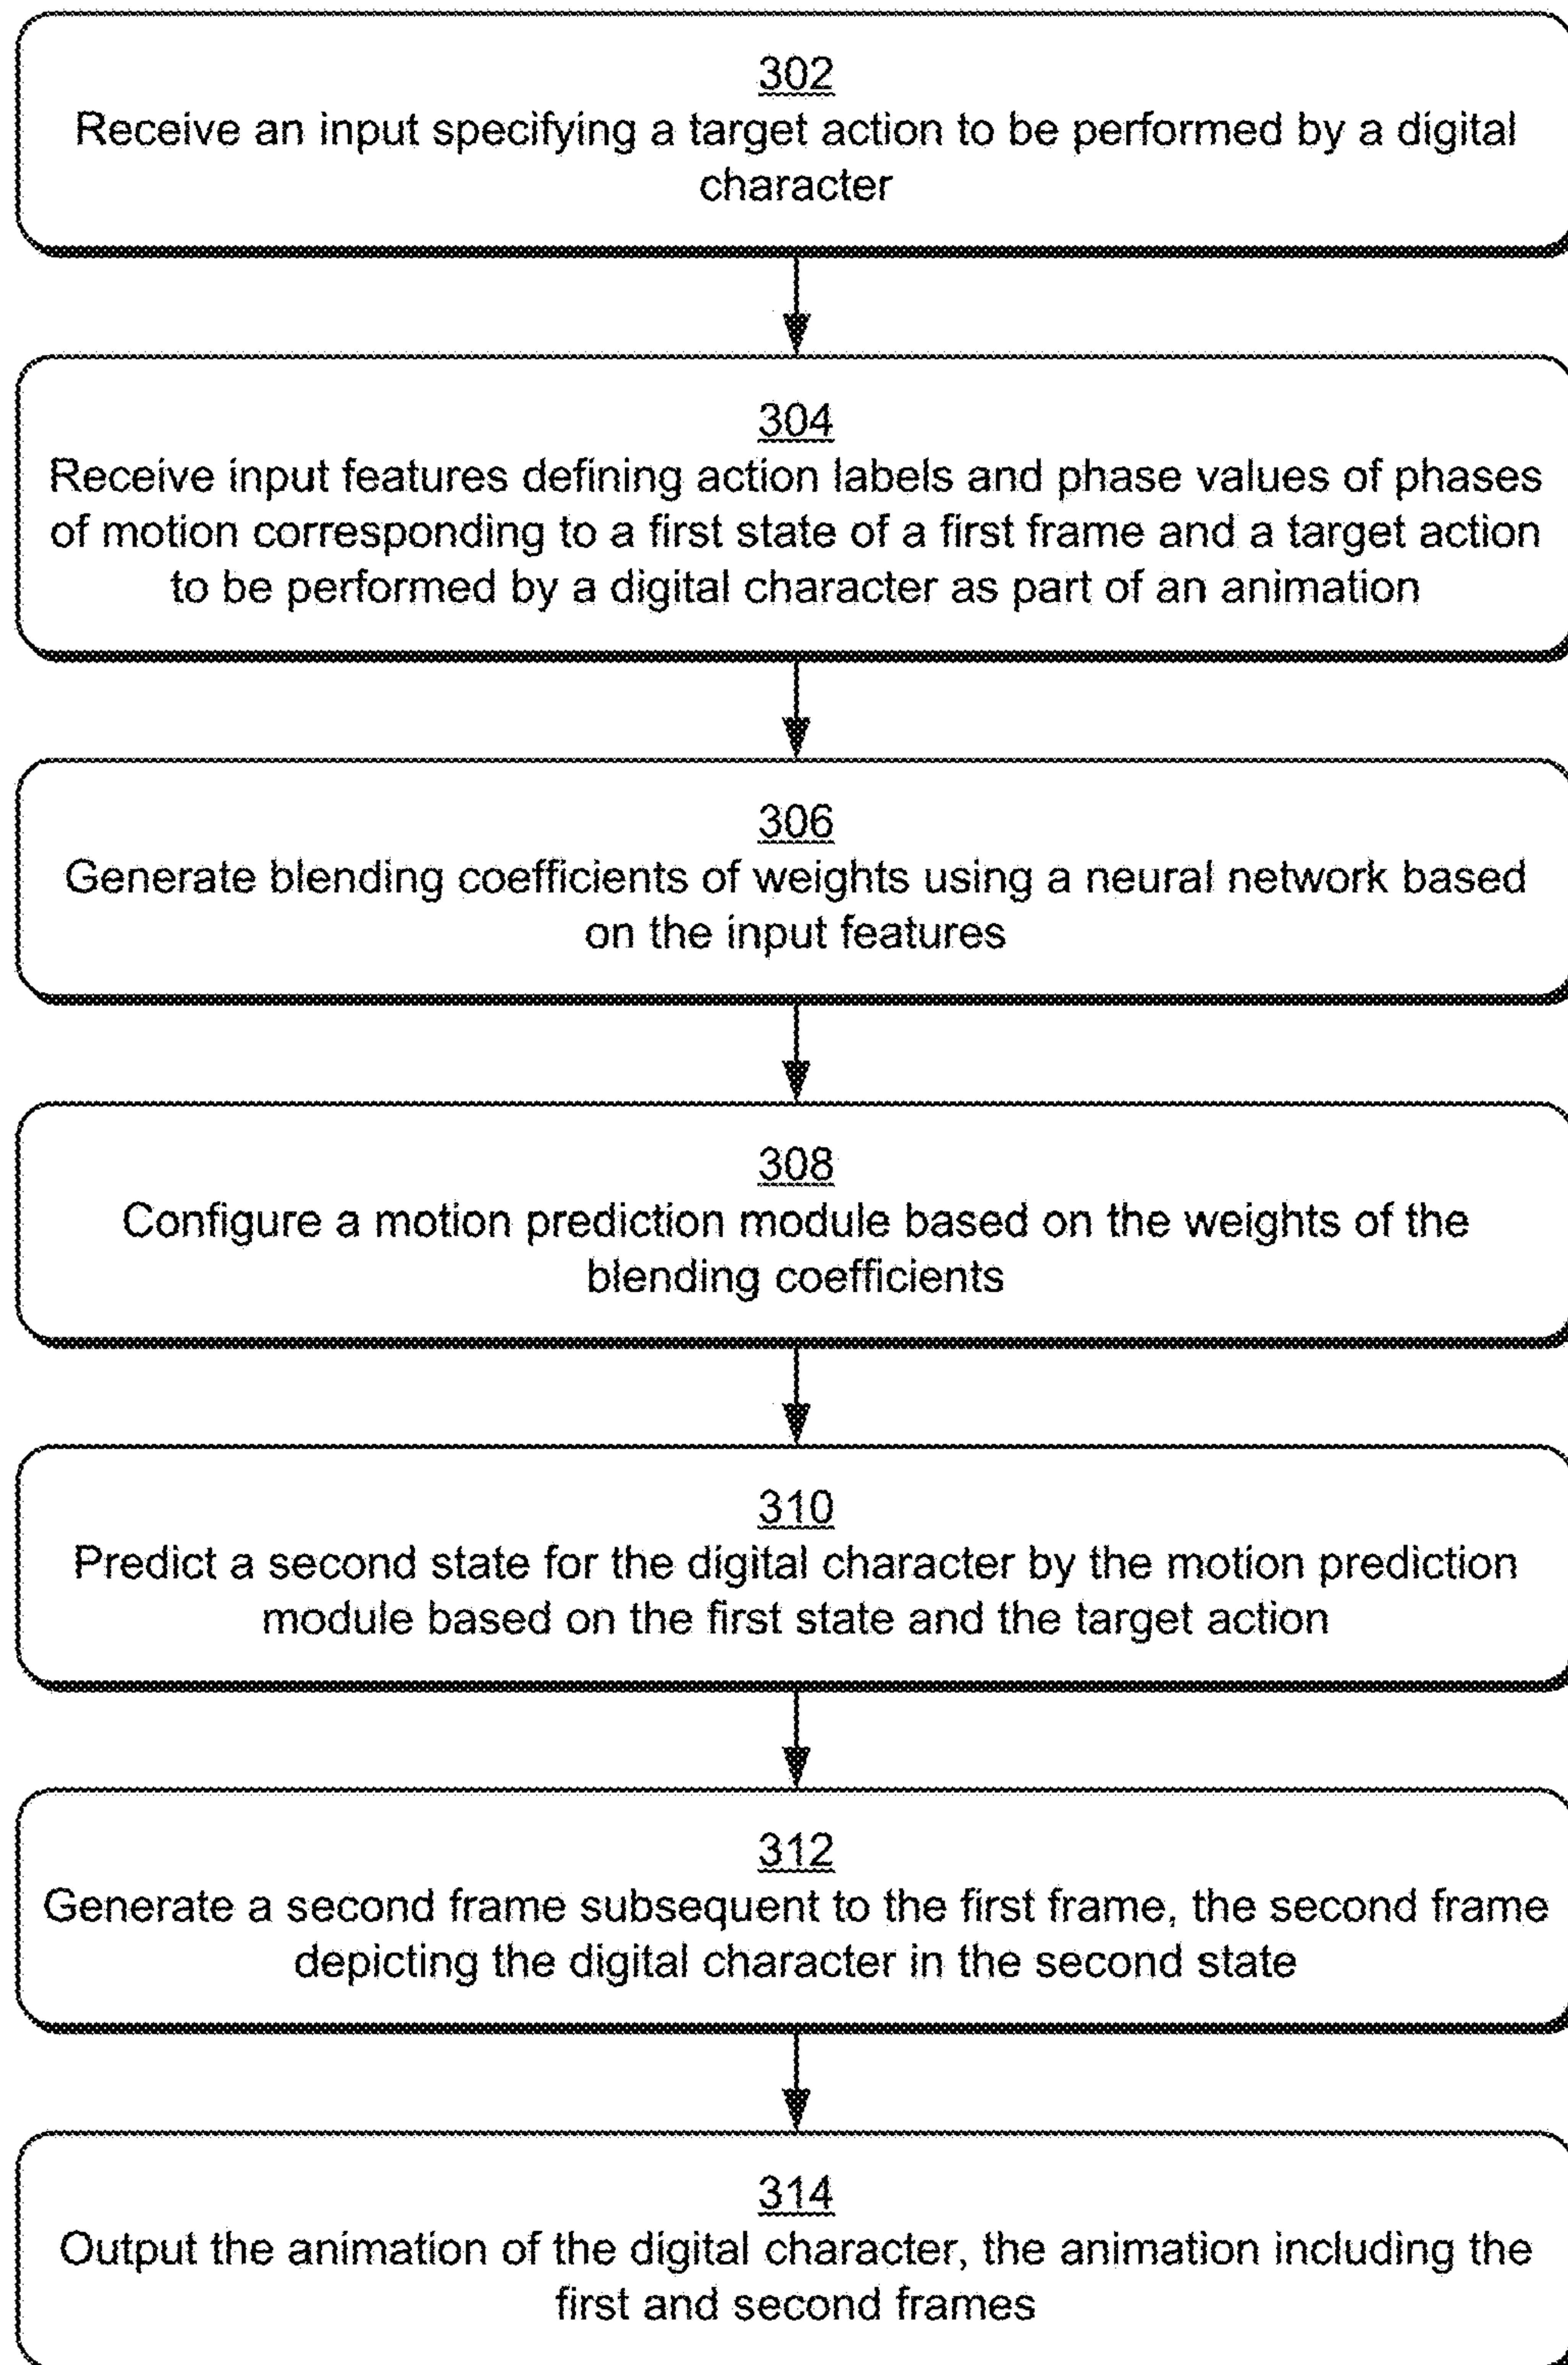 302
Receive an input specifying a target action to be performed by a digital
character
304
Receive input features defining action labels and phase values of phases
of motion corresponding to a first state of a first frame and a target action
to be performed by a digital character as part of an animation
306
Generate blending coefficients of weights using a neural network based
on the input features
308
Configure a motion prediction module based on the weights of the
blending coefficients
310
Predict a second state for the digital character by the motion prediction
module based on the first state and the target action
312
Generate a second frame subsequent to the first frame, the second frame
depicting the digital character in the second state
314
Output the animation of the digital character, the animation including the
first and second frames